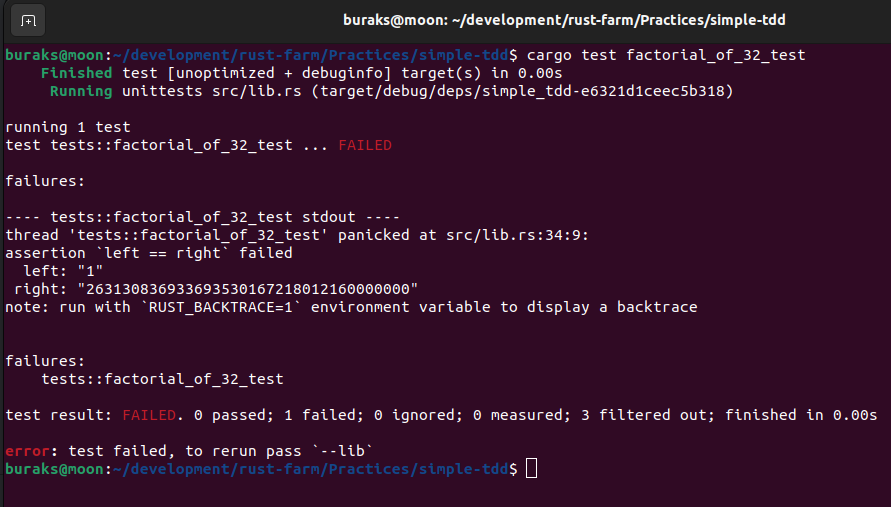 buraks@moon: ~/development/rust-farm/Practices/simple-tdd
buraks@moon:~/development/rust-farm/Practices/simple-tdd$ cargo test factorial_of_32_test
    Finished test [unoptimized + debuginfo] target(s) in 0.00s
     Running unittests src/lib.rs (target/debug/deps/simple_tdd-e6321d1ceec5b318)
running 1 test
test tests::factorial_of_32_test ... FAILED
failures:
---- tests::factorial_of_32_test stdout ----
thread 'tests::factorial_of_32_test' panicked at src/lib.rs:34:9:
assertion `left == right` failed
  left: "1"
 right: "263130836933693530167218012160000000"
note: run with `RUST_BACKTRACE=1` environment variable to display a backtrace
failures:
    tests::factorial_of_32_test
test result: FAILED. 0 passed; 1 failed; 0 ignored; 0 measured; 3 filtered out; finished in 0.00s
error: test failed, to rerun pass `--lib`
buraks@moon:~/development/rust-farm/Practices/simple-tdd$